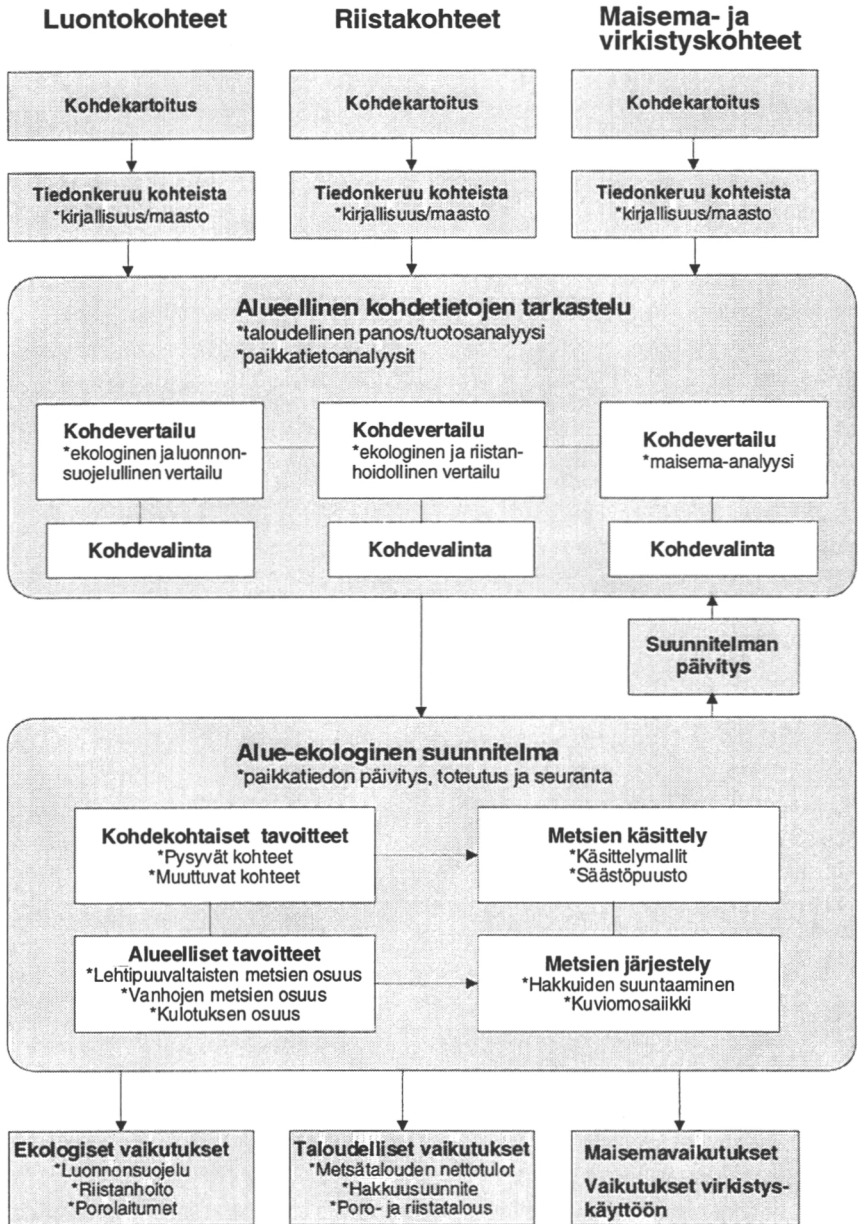 Luontokohteet
Riistakohteet
Maisema- ja
virkistyskohteet
Kohdekartoitus
Kohdekartoitus
Kohdekartoitus
Tiedonkeruu kohteista
*kirjallisuus/maasto
Tiedonkeruu kohteista
*kirjallisuus/maasto
Tiedonkeruu kohteista
*kirjallisuus/maasto
Alueellinen kohdetietojen tarkastelu
*taloudellinen panos/tuotosanalyysi
*paikkatietoanalyysit
Kohdevertailu
*ekologinen ja luonnon-
suojelullinen vertailu
Kohdevertailu
*ekologinen ja riistan-
hoidollinen vertailu
Kohdevertailu
*maisema-analyysi
Kohdevalinta
Kohdevalinta
Kohdevalinta
Suunnitelman
päivitys
Alue-ekologinen suunnitelma
*paikkatiedon päivitys, toteutus ja seuranta
Kohdekohtaiset tavoitteet
*Pysyvät kohteet
*Muuttuvat kohteet
Metsien käsittely
*Käsittelymallit
*Säästöpuusto
Alueelliset tavoitteet
*Lehtipuuvaltaisten metsien osuus
*Vanhojen metsien osuus
*Kulotuksen osuus
Metsien järjestely
*Hakkuiden suuntaaminen
*Kuviomosaiikki
Ekologiset vaikutukset
*Luonnonsuojelu
*Riistanhoito
*Porolaitumet
Taloudelliset vaikutukset
*Metsätalouden nettotulot
*Hakkuusuunnite
*Poro- ja riistatalous
Maisemavaikutukset
Vaikutukset virkistys-
käyttöön